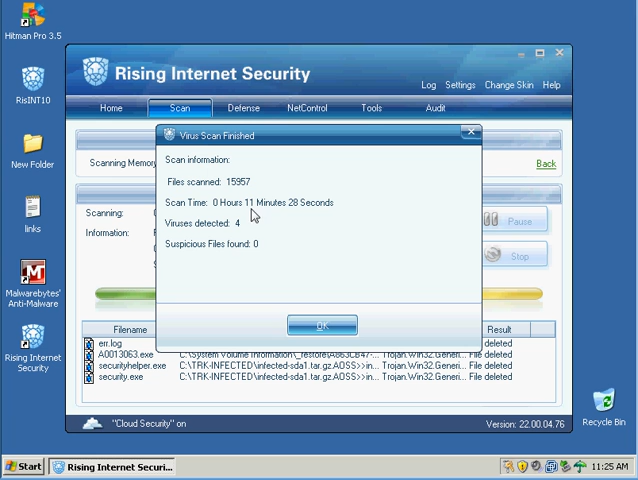 Hitman Pro 3.5
RisINT10
New Folder
links
Malwarebytes'
Anti-Malware
Rising Internet
Security
Recycle Bin
Rising Internet Security
Log Settings Change Skin Help
Home Scan Defense NetControl Tools Audit
Scanning Memory
Back
Scanning:
Information:
Pause
Stop
Virus Scan Finished
Scan information:
Files scanned: 15957
Scan Time: 0 Hours 11 Minutes 28 Seconds
Viruses detected: 4
Suspicious Files found: 0
OK
Filename Result
err.log File deleted
A0013063.exe C:\System Volume Information\_restore{A863CB47-... Trojan.Win32.Generi... File deleted
securityhelper.exe C:\TRK-INFECTED\infected-sda1.tar.gz.AOSS>>in... Trojan.Win32.Generi... File deleted
security.exe C:\TRK-INFECTED\infected-sda1.tar.gz.AOSS>>in... Trojan.Win32.Generi... File deleted
"Cloud Security" on Version: 22.00.04.76
Start Rising Internet Securi... 11:25 AM